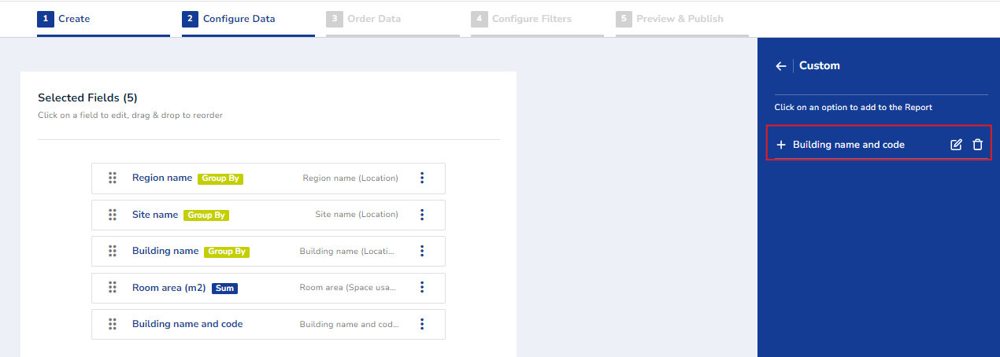 1 Create
2 Configure Data
3 Order Data
4 Configure Filters
5 Preview & Publish
Selected Fields (5)
Click on a field to edit, drag & drop to reorder
Region name Group By Region name (Location)
Site name Group By Site name (Location)
Building name Group By Building name (Locati...
Room area (m2) Sum Room area (Space usa...
Building name and code Building name and cod...
Custom
Click on an option to add to the Report
Building name and code